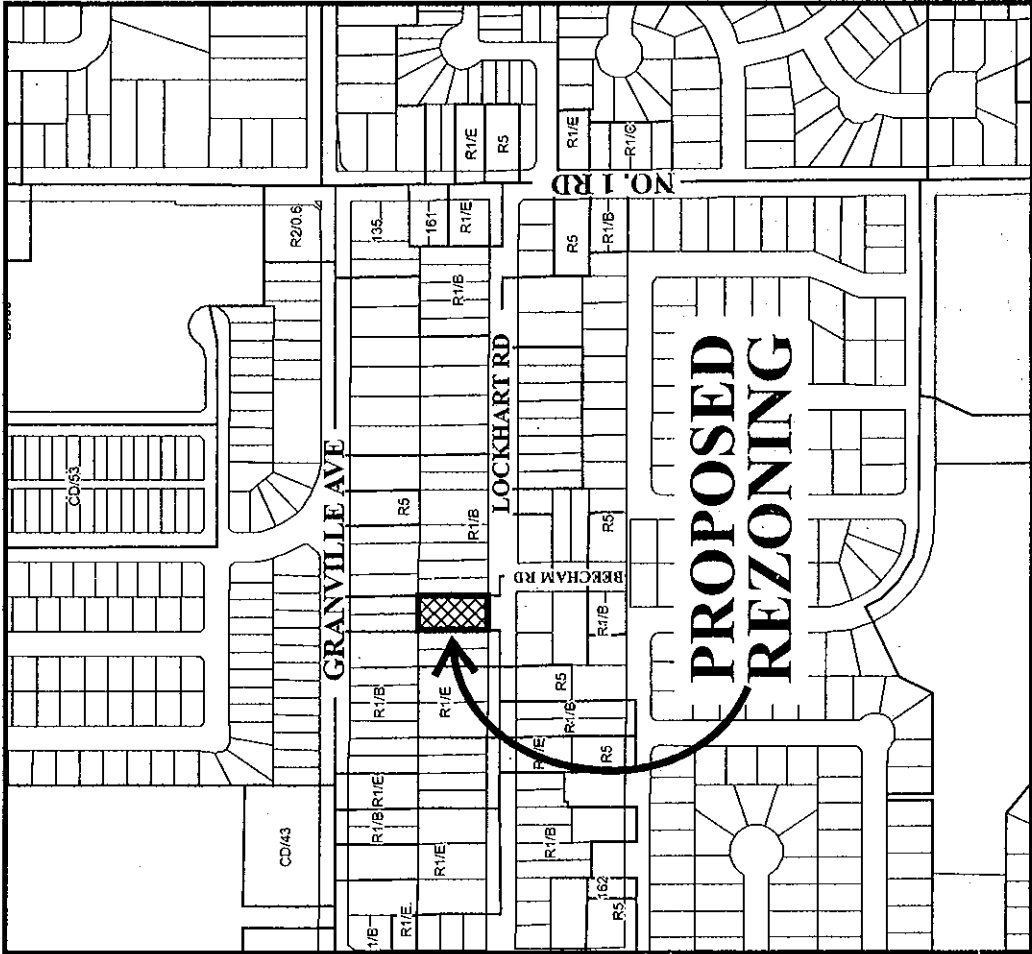 R1/E
R5
R1/E
R1/C
NO. 1 RD
R2/0.6
135
161
R1/E
R5
R1/B
R1/B
LOCKHART RD
CD/53
GRANVILLE AVE
R5
R1/B
R5
BEECHAM RD
R1/B
PROPOSED
REZONING
R1/B
R1/E
R5
R1/B
R5
R1/E
R1/B
R1/E
CD/43
R1/E
R1/B
162
R5
1/B
R1/E